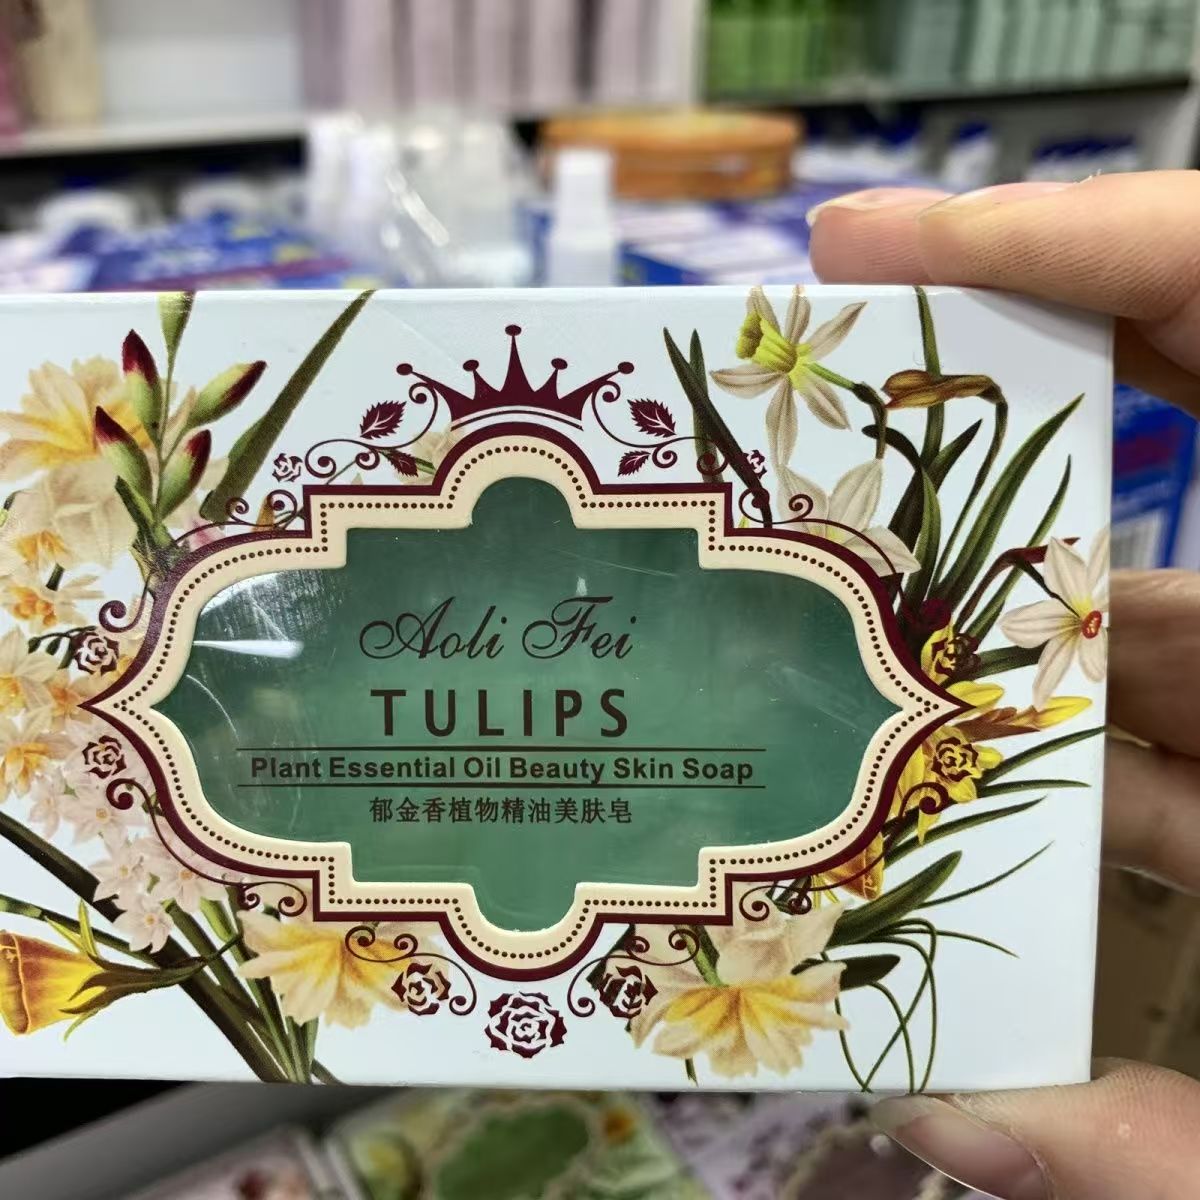 Aoli Fei
TULIPS
Plant Essential Oil Beauty Skin Soap
郁金香植物精油美肤皂